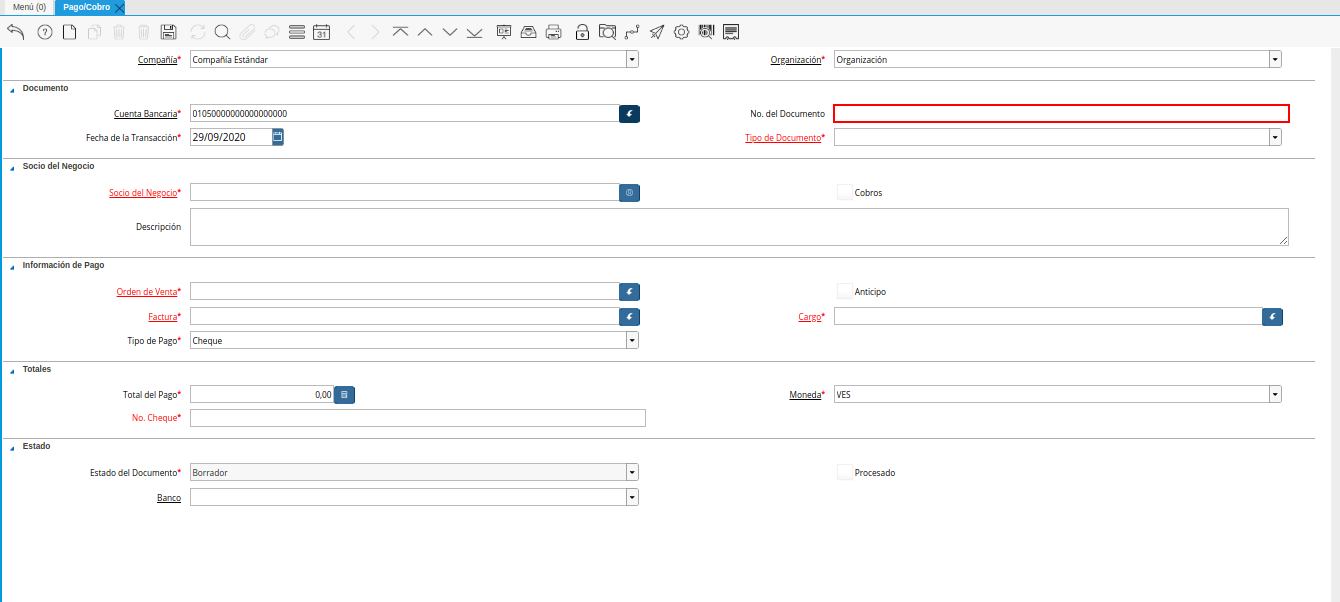 Menú (0) Pago/Cobro
31
Compañía* Compañía Estándar Organización* Organización
Documento
Cuenta Bancaria* 01050000000000000000 No. del Documento
Fecha de la Transacción* 29/09/2020 Tipo de Documento*
Socio del Negocio
Socio del Negocio* Cobros
Descripción
Información de Pago
Orden de Venta* Anticipo
Factura* Cargo*
Tipo de Pago* Cheque
Totales
Total del Pago* 0,00 Moneda* VES
No. Cheque*
Estado
Estado del Documento* Borrador Procesado
Banco